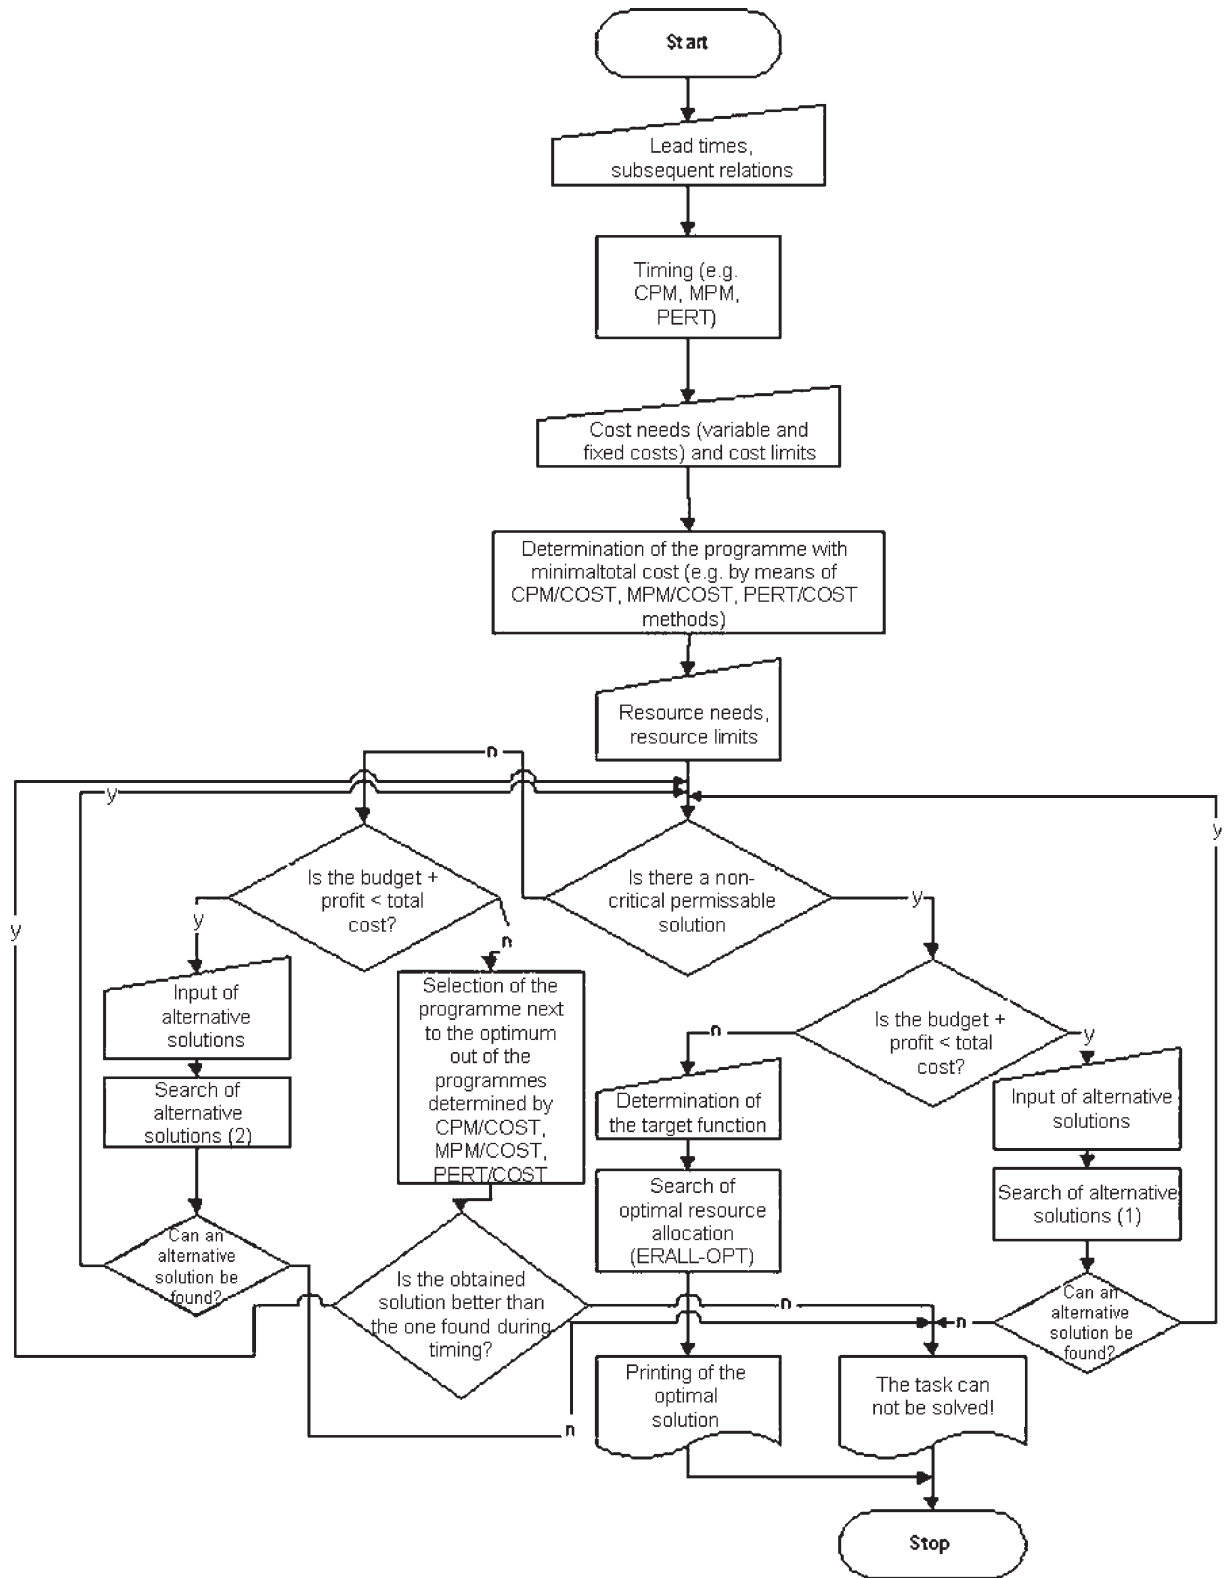 Start
Lead times,
subsequent relations
Timing (e.g.
CPM, MPM,
PERT)
Cost needs (variable and
fixed costs) and cost limits
Determination of the programme with
minimaltotal cost (e.g. by means of
CPM/COST, MPM/COST, PERT/COST
methods)
Resource needs,
resource limits
n
y
y
Is the budget +
profit < total
cost?
Is there a non-
critical permissable
solution
y
y
y
n
Input of
alternative
solutions
Selection of the
programme next
to the optimum
out of the
programmes
determined by
CPM/COST,
MPM/COST,
PERT/COST
Is the budget +
profit < total
cost?
n
y
Search of
alternative
solutions (2)
Determination of
the target function
Input of alternative
solutions
Search of
optimal resource
allocation
(ERALL-OPT)
Search of alternative
solutions (1)
Can an
alternative
solution be
found?
Is the obtained
solution better than
the one found during
timing?
n
n
Can an
alternative
solution be
found?
Printing of the
optimal
solution
The task can
not be solved!
n
Stop